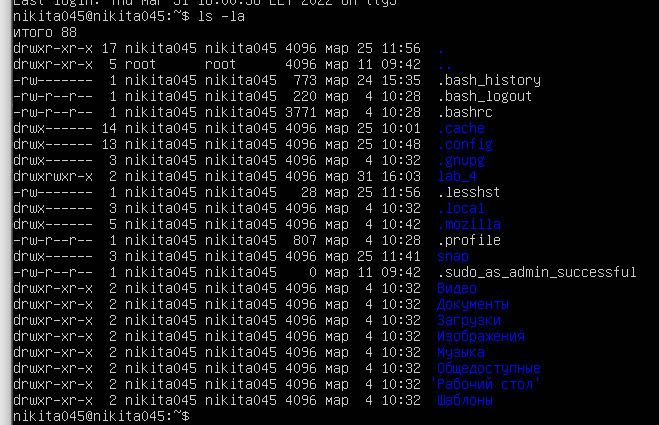 Last login: Thu Mar 31 16:00:38 EET 2022 on tty3
nikita045@nikita045:~$ ls -la
итого 88
drwxr-xr-x 17 nikita045 nikita045 4096 мар 25 11:56 .
drwxr-xr-x 5 root root 4096 мар 11 09:42 ..
-rw------- 1 nikita045 nikita045 773 мар 24 15:35 .bash_history
-rw-r--r-- 1 nikita045 nikita045 220 мар 4 10:28 .bash_logout
-rw-r--r-- 1 nikita045 nikita045 3771 мар 4 10:28 .bashrc
drwx------ 14 nikita045 nikita045 4096 мар 25 10:01 .cache
drwx------ 13 nikita045 nikita045 4096 мар 25 10:48 .config
drwx------ 3 nikita045 nikita045 4096 мар 4 10:32 .gnupg
drwxrwxr-x 2 nikita045 nikita045 4096 мар 31 16:03 lab_4
-rw------- 1 nikita045 nikita045 28 мар 25 11:56 .lesshst
drwx------ 3 nikita045 nikita045 4096 мар 4 10:32 .local
drwx------ 5 nikita045 nikita045 4096 мар 4 10:42 .mozilla
-rw-r--r-- 1 nikita045 nikita045 807 мар 4 10:28 .profile
drwx------ 3 nikita045 nikita045 4096 мар 25 11:41 snap
-rw-r--r-- 1 nikita045 nikita045 0 мар 11 09:42 .sudo_as_admin_successful
drwxr-xr-x 2 nikita045 nikita045 4096 мар 4 10:32 Видео
drwxr-xr-x 2 nikita045 nikita045 4096 мар 4 10:32 Документы
drwxr-xr-x 2 nikita045 nikita045 4096 мар 4 10:32 Загрузки
drwxr-xr-x 2 nikita045 nikita045 4096 мар 4 10:32 Изображения
drwxr-xr-x 2 nikita045 nikita045 4096 мар 4 10:32 Музыка
drwxr-xr-x 2 nikita045 nikita045 4096 мар 4 10:32 Общедоступные
drwxr-xr-x 2 nikita045 nikita045 4096 мар 4 10:32 'Рабочий стол'
drwxr-xr-x 2 nikita045 nikita045 4096 мар 4 10:32 Шаблоны
nikita045@nikita045:~$